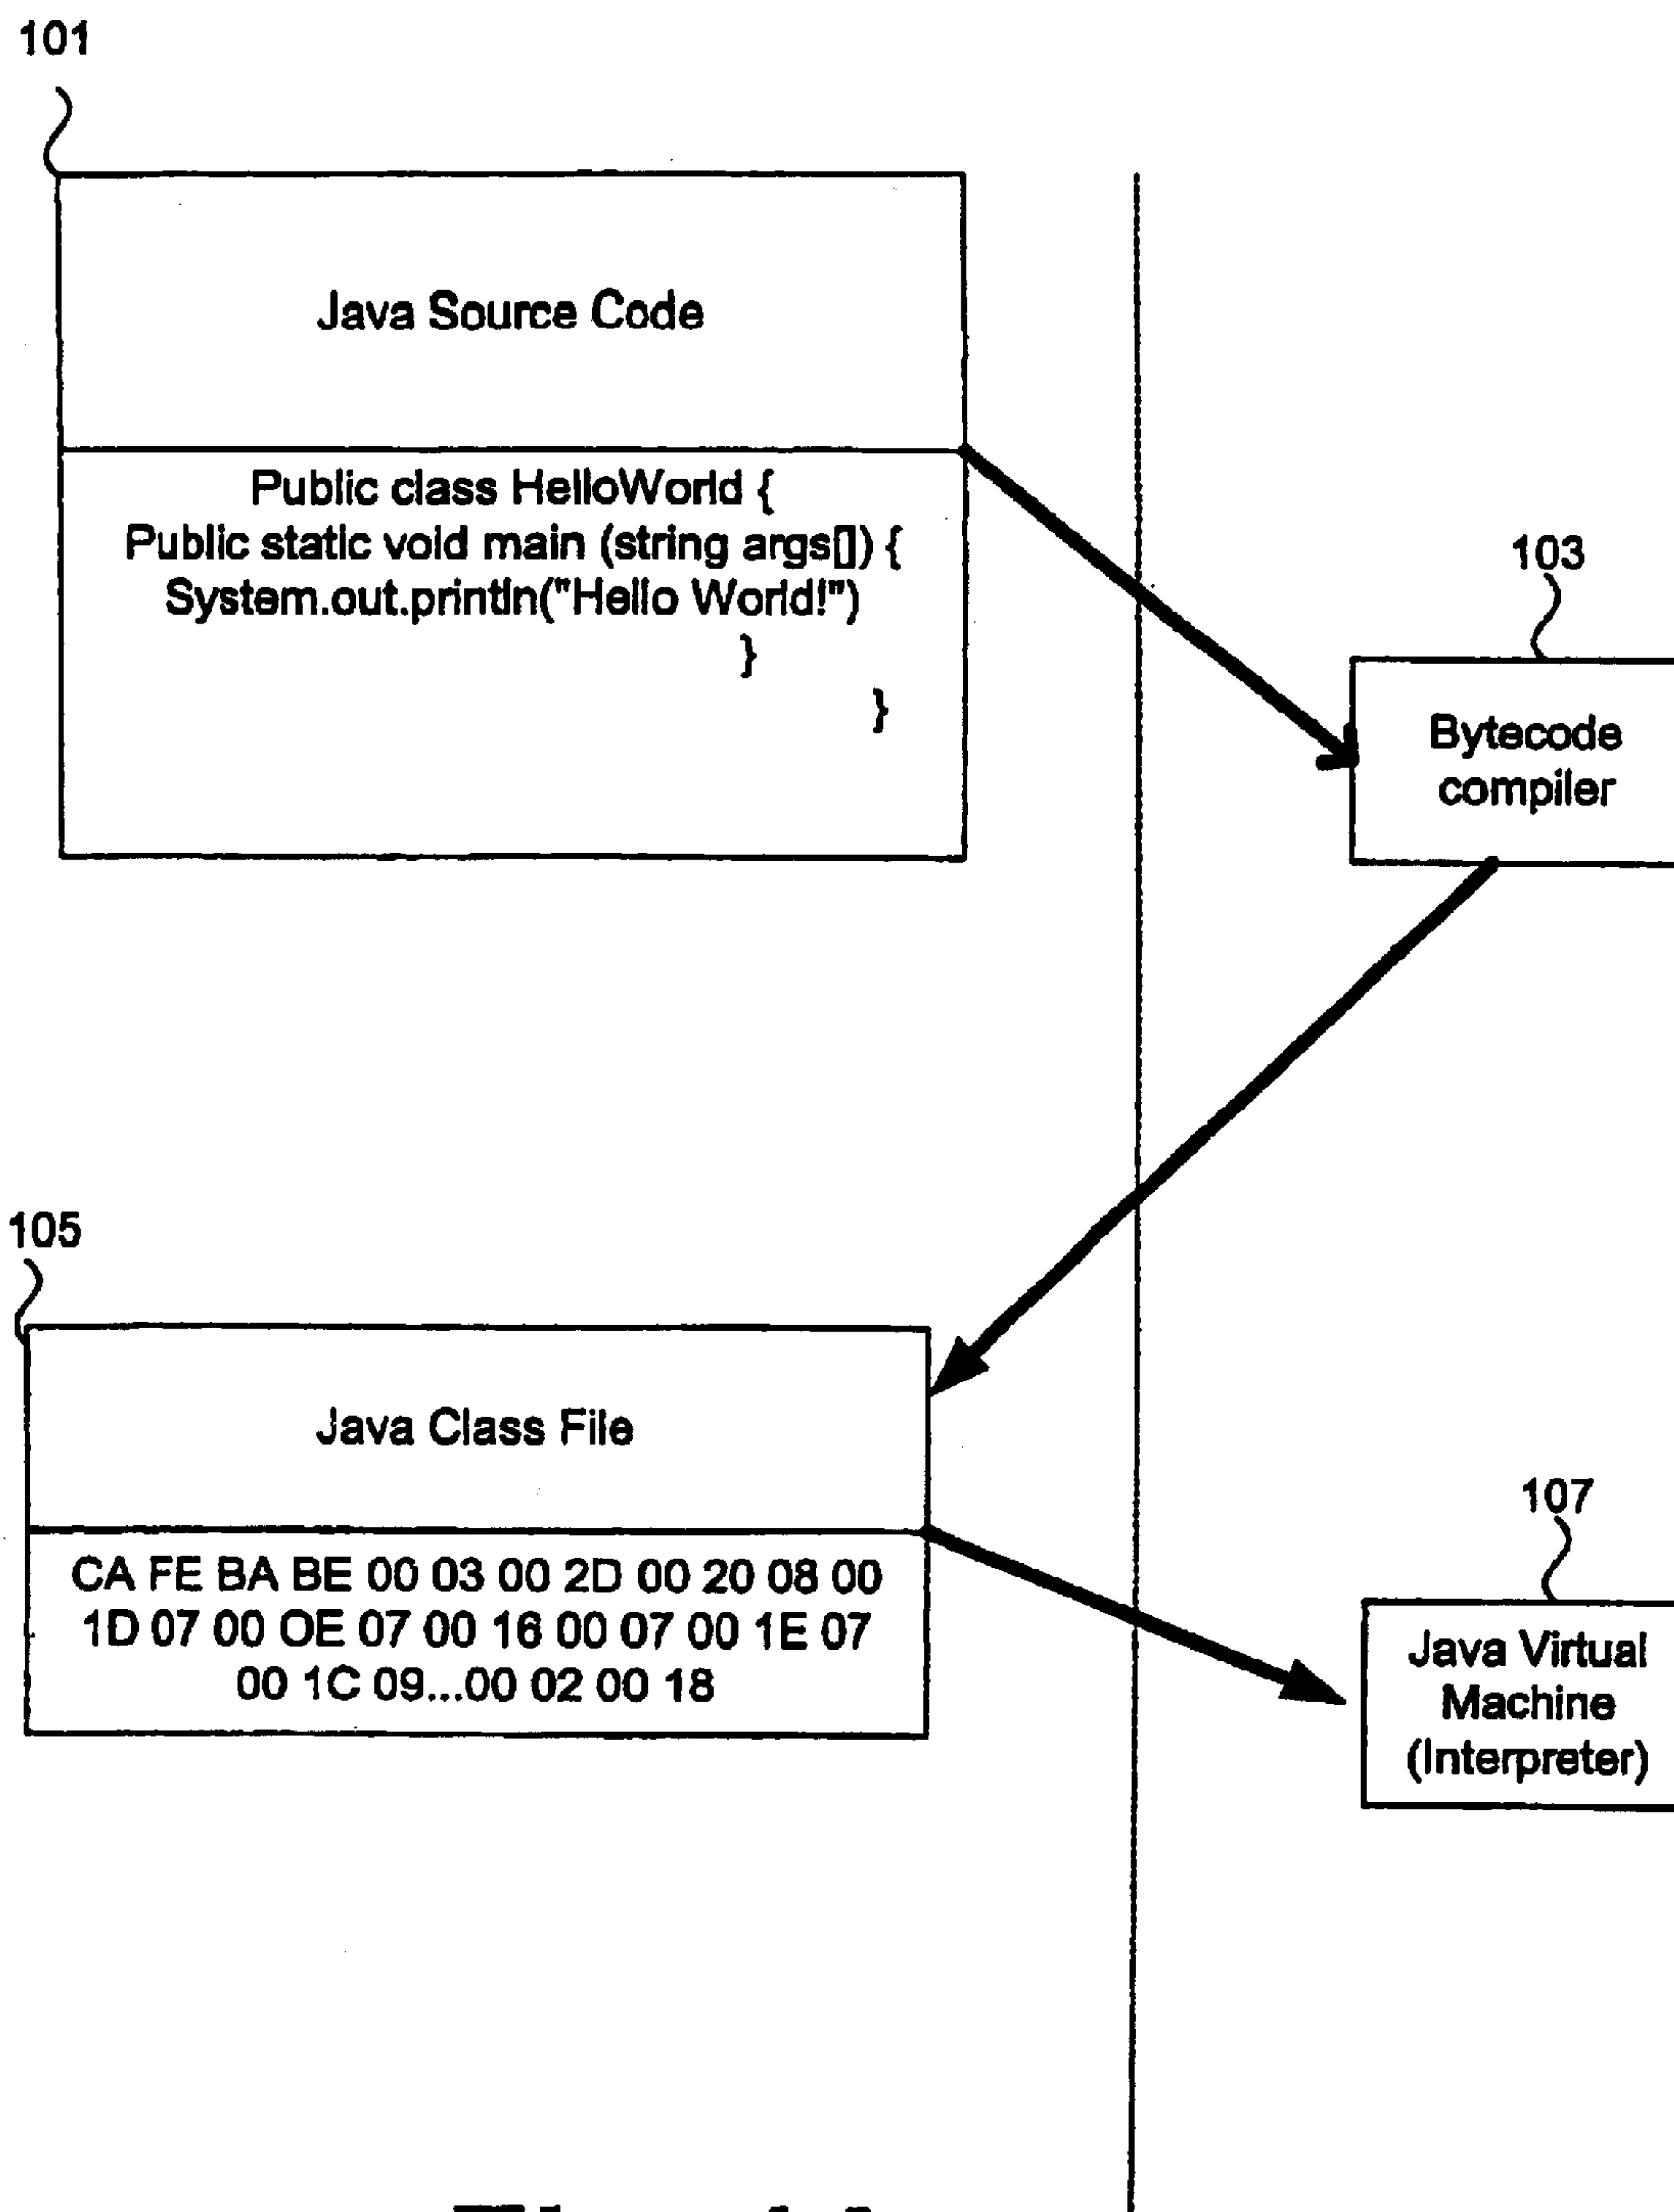 101
Java Source Code
Public class HelloWorld {
Public static void main (string args[]) {
System.out.println("Hello World!")
}
}
103
Bytecode
compiler
105
Java Class File
CA FE BA BE 00 03 00 2D 00 20 08 00
1D 07 00 OE 07 00 16 00 07 00 1E 07
00 1C 09...00 02 00 18
107
Java Virtual
Machine
(Interpreter)